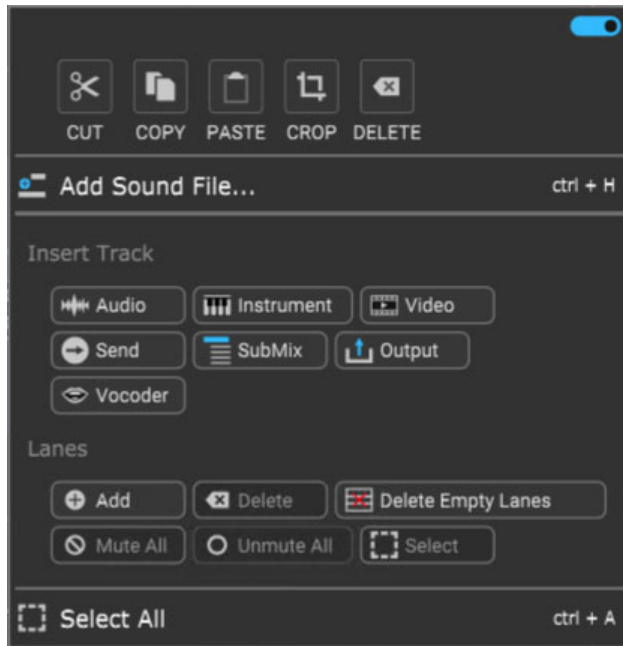 CUT COPY PASTE CROP DELETE
Add Sound File... ctrl + H
Insert Track
Audio Instrument Video
Send SubMix Output
Vocoder
Lanes
Add Delete Delete Empty Lanes
Mute All Unmute All Select
Select All ctrl + A